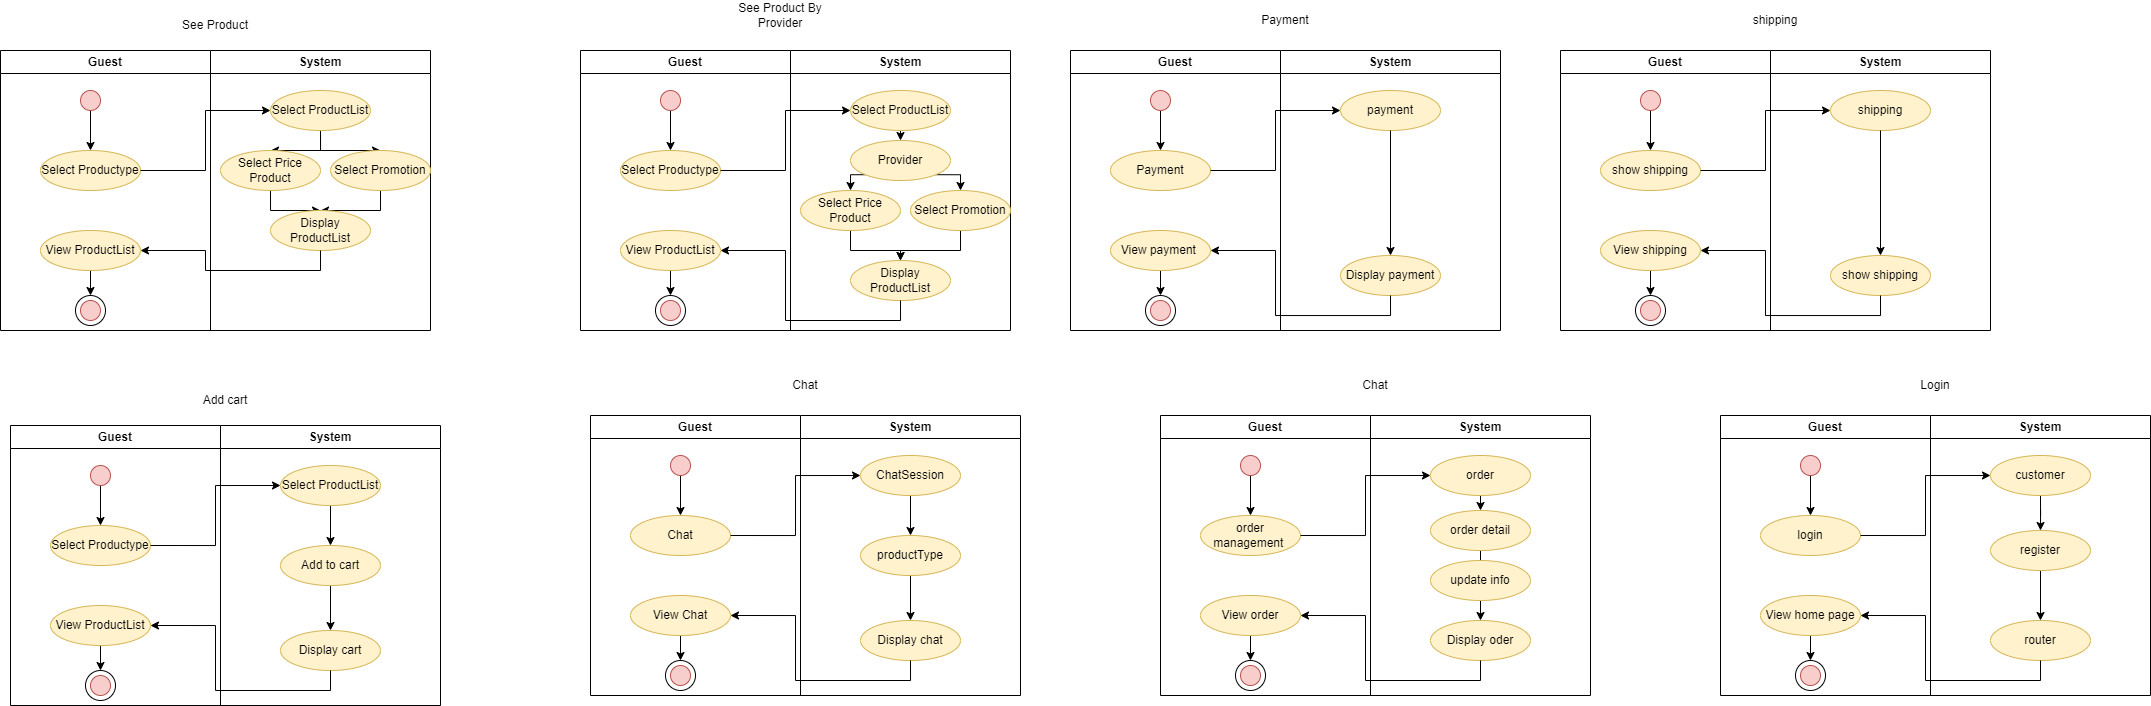 See Product
Guest
System
Select ProductList
Select Productype
Select Price
Product
Select Promotion
Display
ProductList
View ProductList
See Product By
Provider
Guest
System
Select ProductList
Provider
Select Productype
Select Price
Product
Select Promotion
View ProductList
Display
ProductList
Payment
Guest
System
payment
Payment
View payment
Display payment
shipping
Guest
System
shipping
show shipping
View shipping
show shipping
Add cart
Guest
System
Select ProductList
Select Productype
Add to cart
View ProductList
Display cart
Chat
Guest
System
ChatSession
Chat
productType
View Chat
Display chat
Chat
Guest
System
order
order
management
order detail
update info
View order
Display oder
Login
Guest
System
customer
login
register
View home page
router